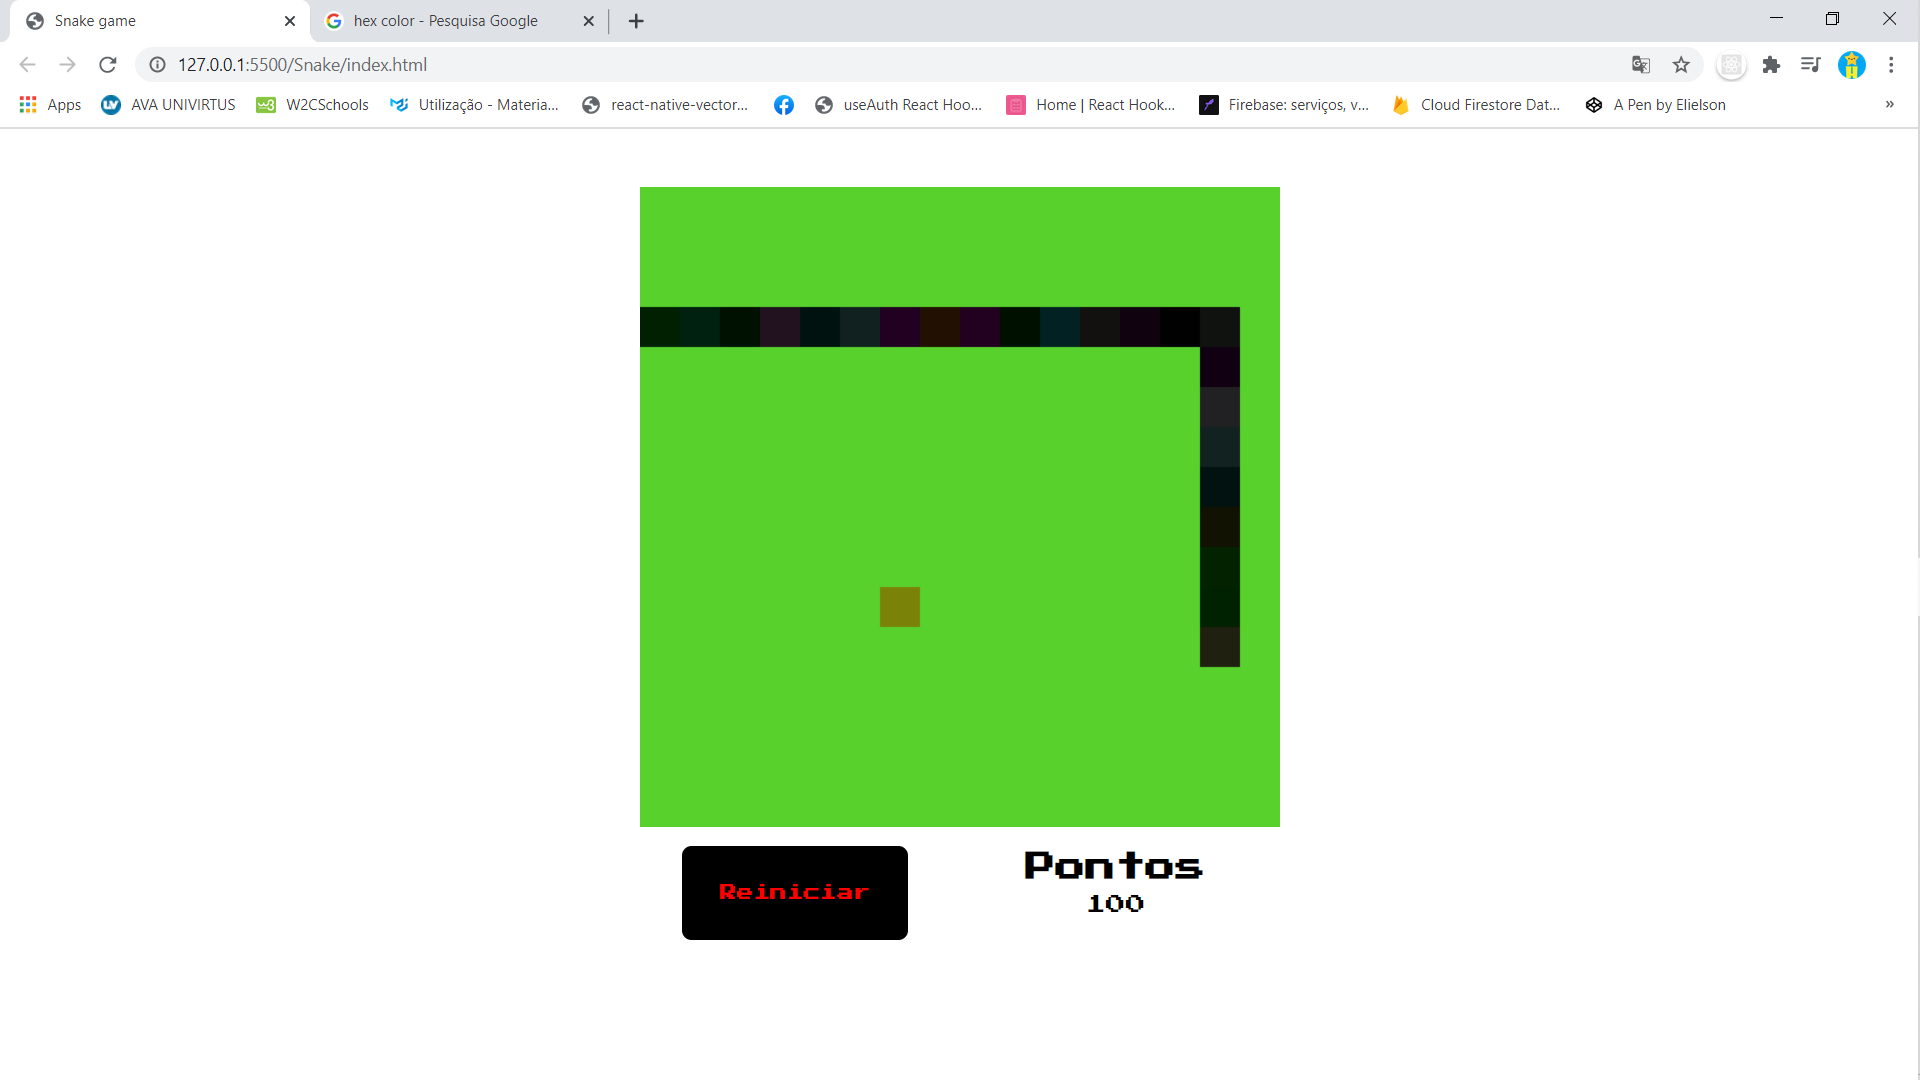 Snake game
hex color - Pesquisa Google
127.0.0.1:5500/Snake/index.html
Apps
AVA UNIVIRTUS
W2CSchools
Utilização - Materia...
react-native-vector...
useAuth React Hoo...
Home | React Hook...
Firebase: serviços, v...
Cloud Firestore Dat...
A Pen by Elielson
»
Reiniciar
Pontos
100